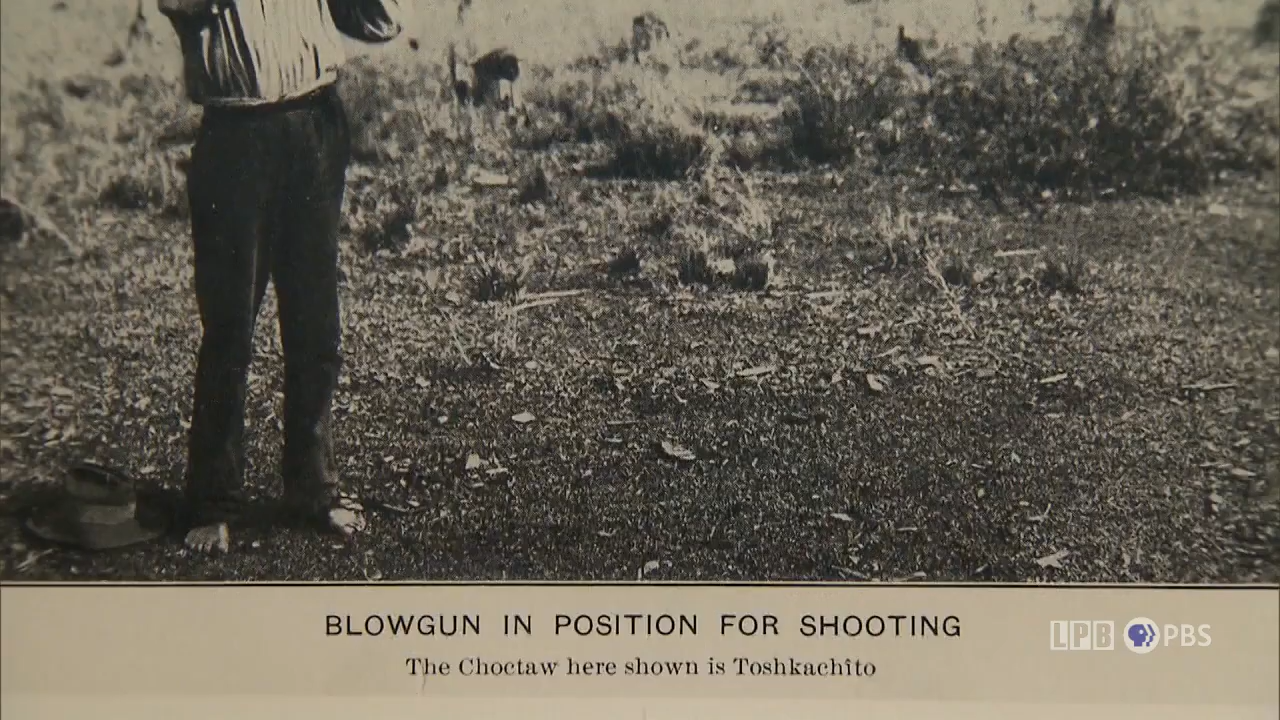 BLOWGUN IN POSITION FOR SHOOTING
The Choctaw here shown is Toshkachîto
LPB PBS